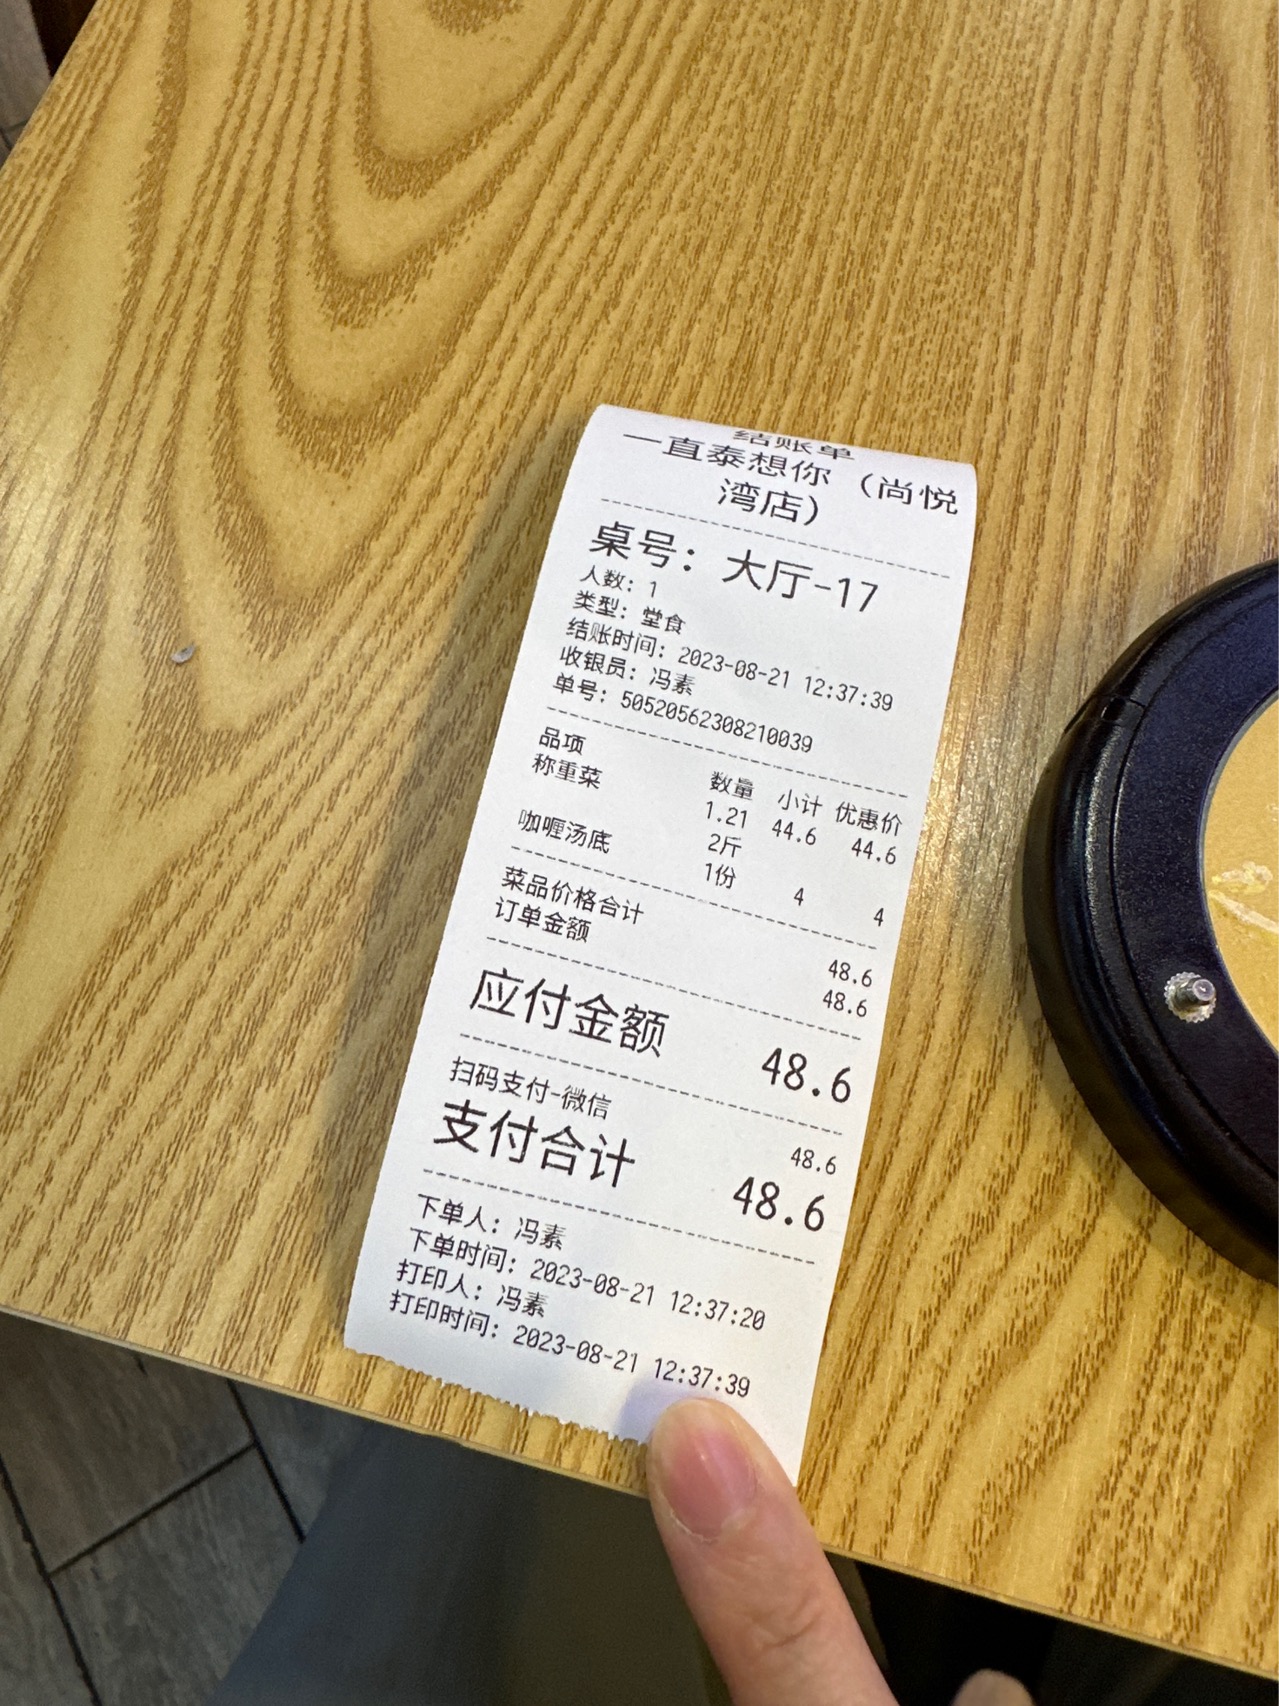 结账单
一直泰想你（尚悦
湾店）
桌号：大厅-17
人数：1
类型：堂食
结账时间：2023-08-21 12:37:39
收银员：冯素
单号：50520562308210039
品项 数量 小计 优惠价
称重菜 1.21 44.6 44.6
2斤
咖喱汤底 1份 4 4
菜品价格合计 48.6
订单金额 48.6
应付金额 48.6
扫码支付-微信 48.6
支付合计 48.6
下单人：冯素
下单时间：2023-08-21 12:37:20
打印人：冯素
打印时间：2023-08-21 12:37:39